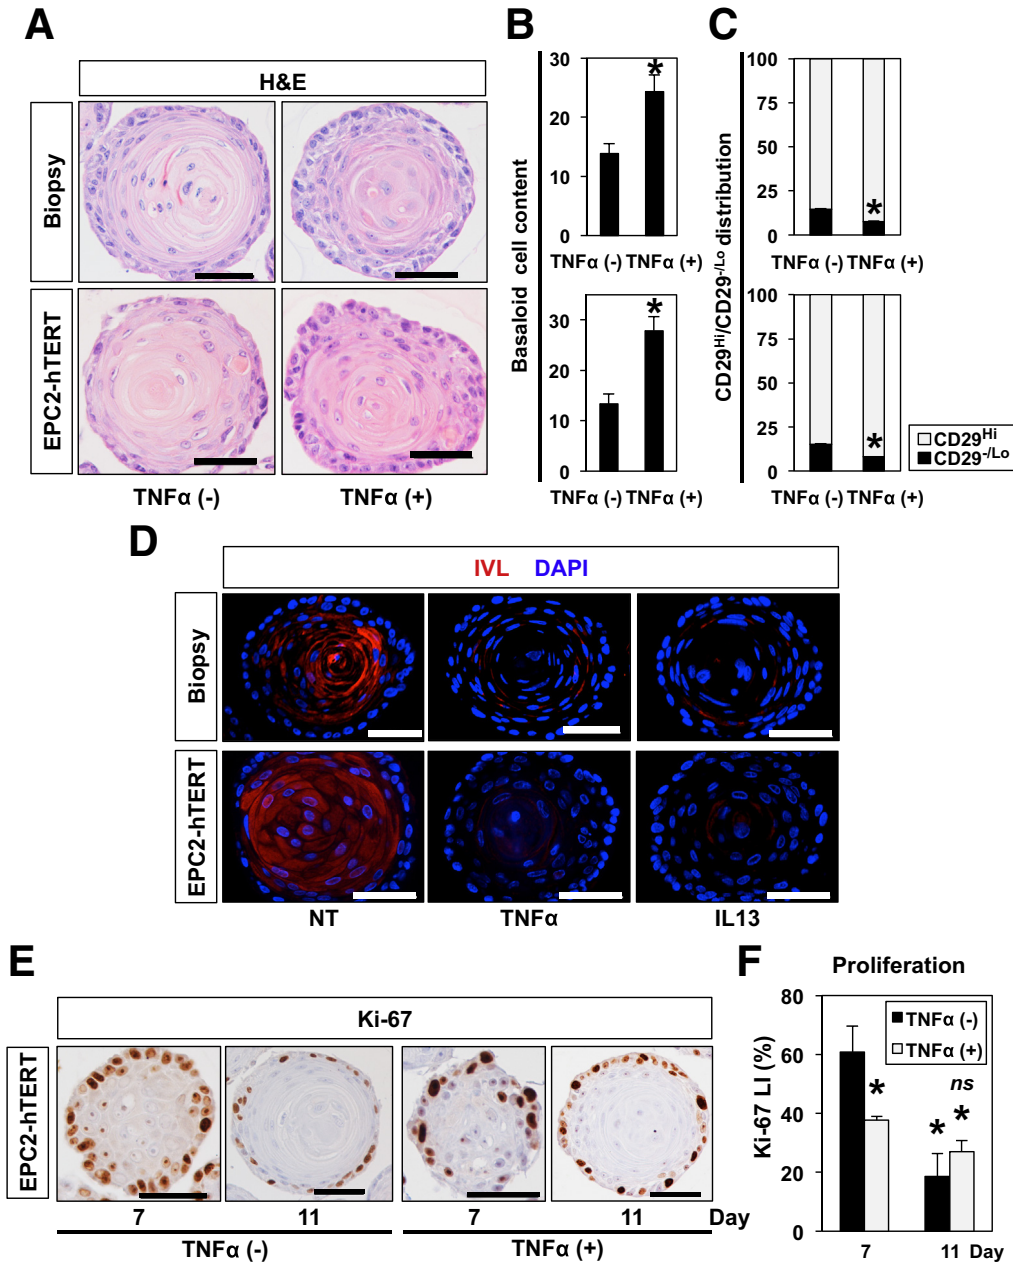 A
H&E
Biopsy
EPC2-hTERT
TNFα (-)
TNFα (+)
B
Basaloid cell content
30
20
10
0
TNFα (-) TNFα (+)
*
30
20
10
0
TNFα (-) TNFα (+)
*
C
CD29Hi/CD29-/Lo distribution
100
75
50
25
0
TNFα (-) TNFα (+)
*
100
75
50
25
0
TNFα (-) TNFα (+)
*
CD29Hi
CD29-/Lo
D
IVL DAPI
Biopsy
EPC2-hTERT
NT TNFα IL13
E
Ki-67
EPC2-hTERT
7 11 7 11 Day
TNFα (-) TNFα (+)
F
Proliferation
Ki-67 LI (%)
80
60
40
20
0
TNFα (-)
TNFα (+)
ns
* * *
7 11 Day